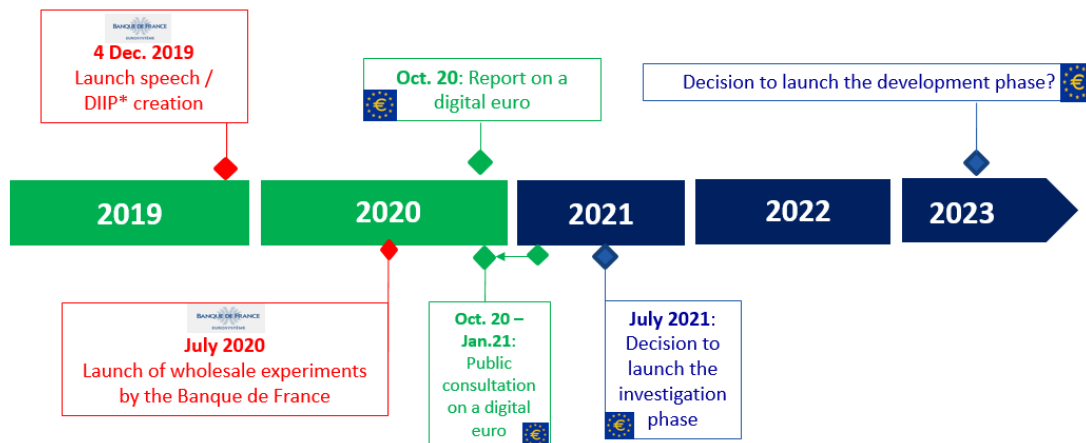 BANQUE DE FRANCE
EUROSYSTÈME
4 Dec. 2019
Launch speech /
DIIP* creation
Oct. 20: Report on a
digital euro
Decision to launch the development phase?
2019
2020
2021
2022
2023
BANQUE DE FRANCE
EUROSYSTÈME
July 2020
Launch of wholesale experiments
by the Banque de France
Oct. 20 –
Jan.21:
Public
consultation
on a digital
euro
July 2021:
Decision to
launch the
investigation
phase